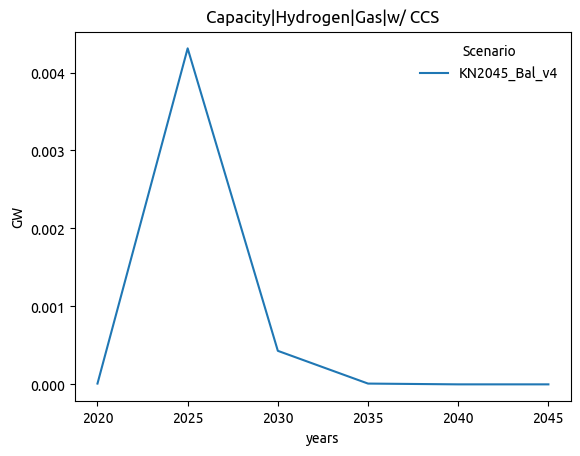 Capacity|Hydrogen|Gas|w/ CCS
Scenario
KN2045_Bal_v4
GW
0.004
0.003
0.002
0.001
0.000
2020 2025 2030 2035 2040 2045
years